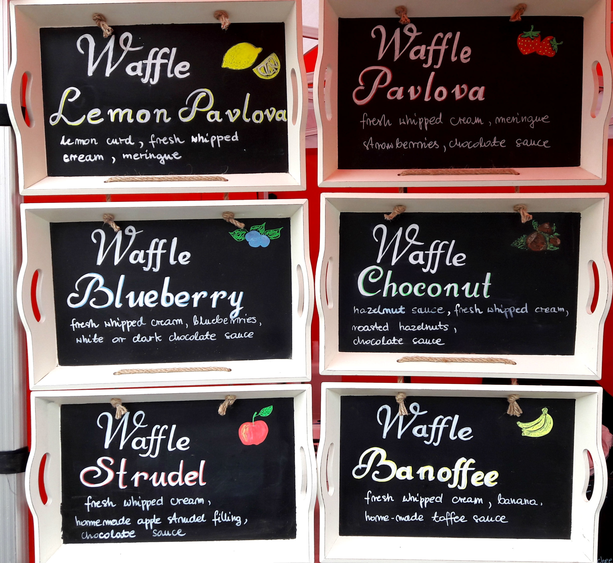 Waffle
Lemon Pavlova
lemon curd, fresh whipped
cream, meringue
Waffle
Pavlova
fresh whipped cream, meringue
strawberries, chocolate sauce
Waffle
Blueberry
fresh whipped cream, blueberries,
white or dark chocolate sauce
Waffle
Choconut
hazelnut sauce, fresh whipped cream,
roasted hazelnuts,
chocolate sauce
Waffle
Strudel
fresh whipped cream,
homemade apple strudel filling,
chocolate sauce
Waffle
Banoffee
fresh whipped cream, banana,
home-made toffee sauce